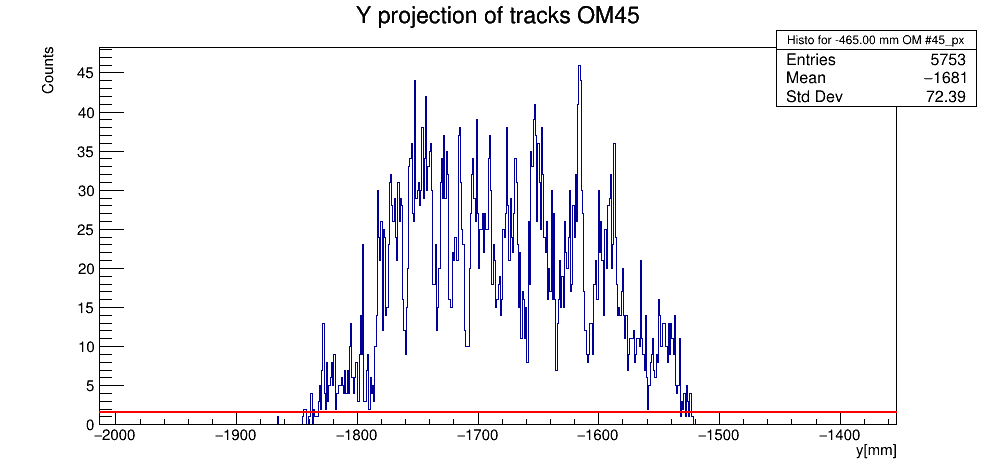 Y projection of tracks OM45
Histo for -465.00 mm OM #45_px
Entries 5753
Mean −1681
Std Dev 72.39
Counts
45
40
35
30
25
20
15
10
5
0
−2000 −1900 −1800 −1700 −1600 −1500 −1400
y[mm]